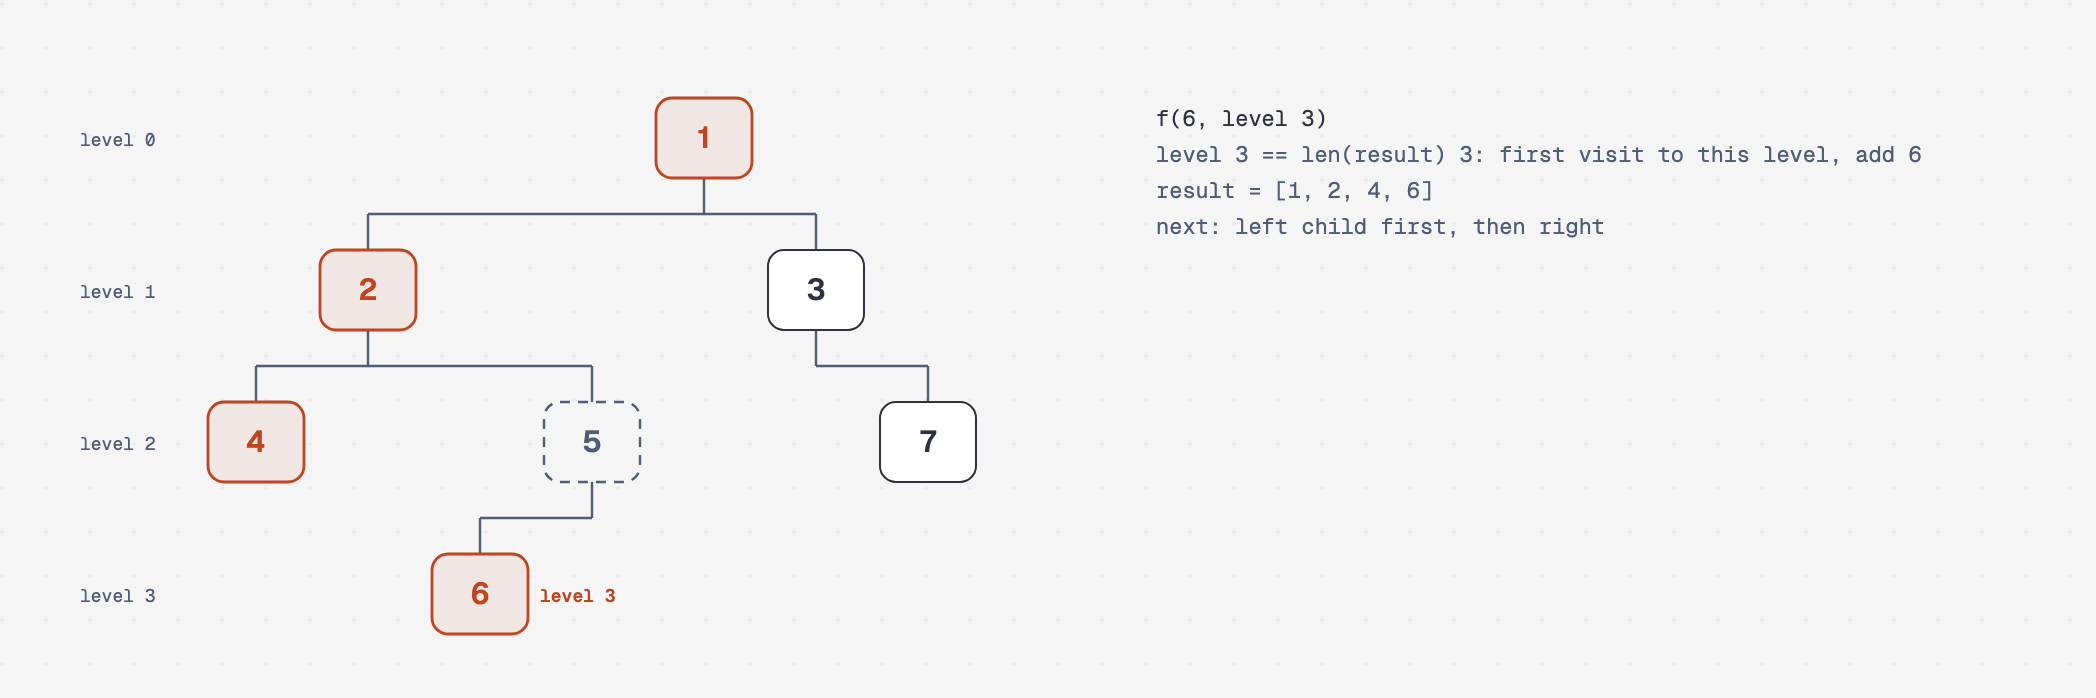 level 0
1
f(6, level 3)
level 3 == len(result) 3: first visit to this level, add 6
result = [1, 2, 4, 6]
next: left child first, then right
level 1
2
3
level 2
4
5
7
level 3
6
level 3